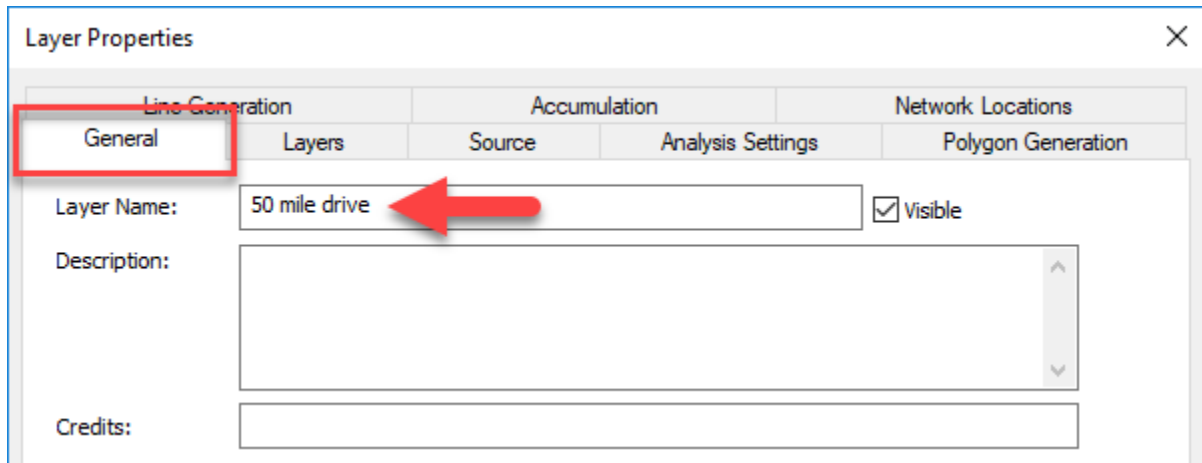 Layer Properties
Line Generation Accumulation Network Locations
General Layers Source Analysis Settings Polygon Generation
Layer Name: 50 mile drive Visible
Description:
Credits: